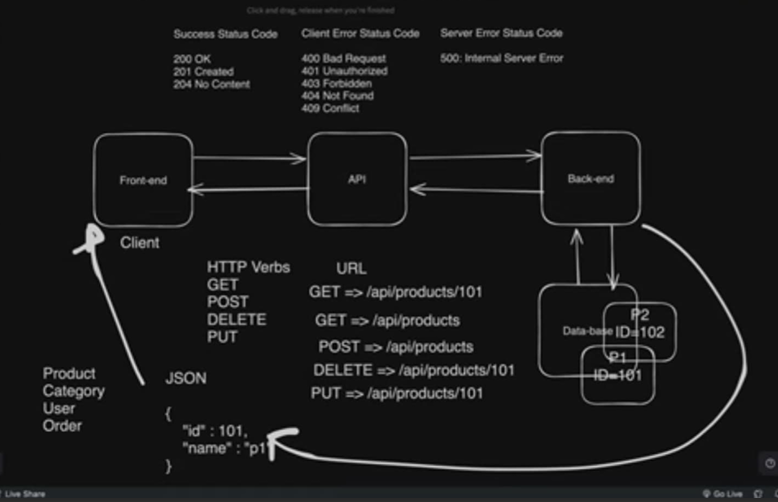 Click and drag, release when you're finished
Success Status Code
200 OK
201 Created
204 No Content
Client Error Status Code
400 Bad Request
401 Unauthorized
403 Forbidden
404 Not Found
409 Conflict
Server Error Status Code
500: Internal Server Error
Front-end
API
Back-end
Client
HTTP Verbs
GET
POST
DELETE
PUT
URL
GET => /api/products/101
GET => /api/products
POST => /api/products
DELETE => /api/products/101
PUT => /api/products/101
Data-base
P2
ID=102
P1
ID=101
Product
Category
User
Order
JSON
{
"id" : 101,
"name" : "p1"
}
Live Share
Go Live